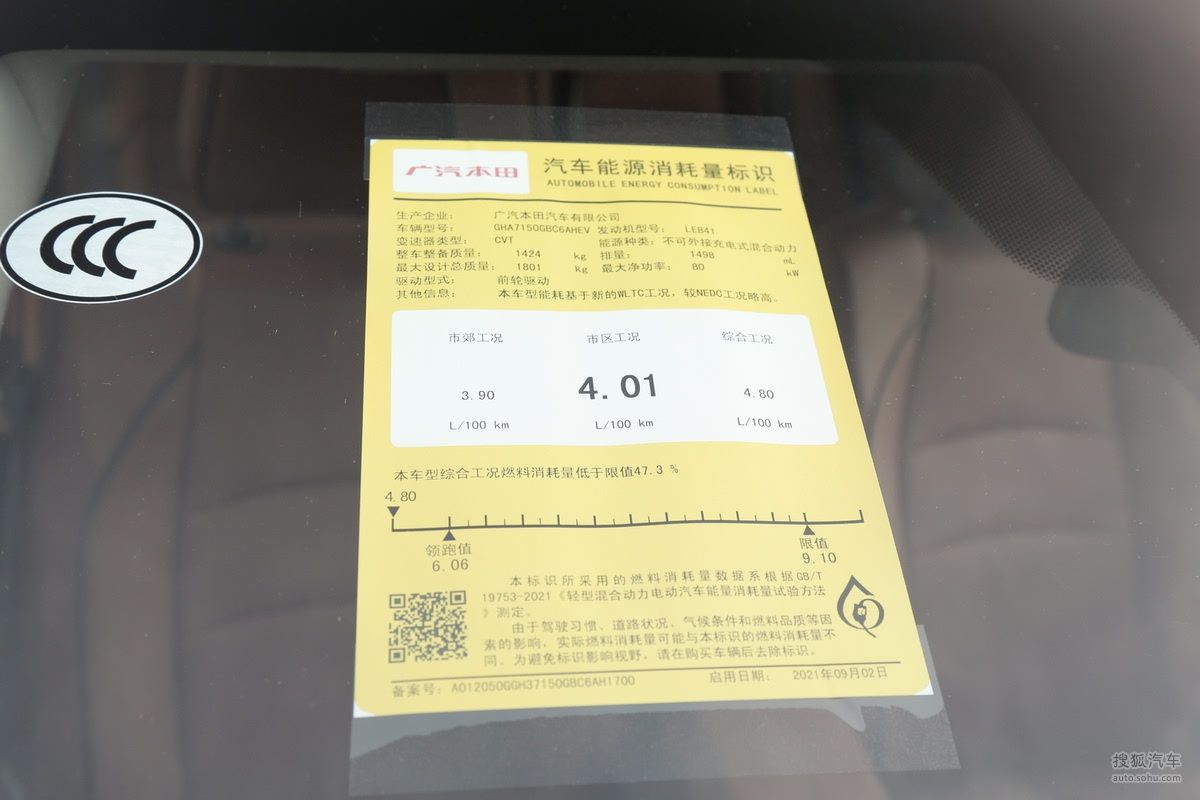 CCC
广汽本田
汽车能源消耗量标识
AUTOMOBILE ENERGY CONSUMPTION LABEL
生产企业: 广汽本田汽车有限公司
车辆型号: GHA7150GBC6AHEV 发动机型号: LEB41
变速器类型: CVT 能源种类: 不可外接充电式混合动力
整车整备质量: 1424 kg 排量: 1498 mL
最大设计总质量: 1801 kg 最大净功率: 80 kW
驱动型式: 前轮驱动
其他信息: 本车型能耗基于新的WLTC工况，较NEDC工况略高。
市郊工况 市区工况 综合工况
3.90 4.01 4.80
L/100 km L/100 km L/100 km
本车型综合工况燃料消耗量低于限值47.3 %
4.80
领跑值 限值
6.06 9.10
本标识所采用的燃料消耗量数据系根据GB/T
19753-2021《轻型混合动力电动汽车能量消耗量试验方法
》测定。
由于驾驶习惯、道路状况、气候条件和燃料品质等因
素的影响，实际燃料消耗量可能与本标识的燃料消耗量不
同。为避免标识影响视野，请在购买车辆后去除标识。
备案号: A012050GGH37150GBC6AH1700 启用日期: 2021年09月02日
搜狐汽车
auto.sohu.com